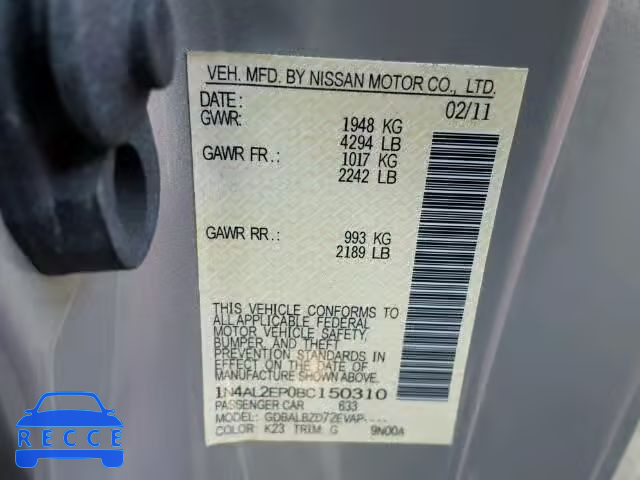 VEH. MFD. BY NISSAN MOTOR CO., LTD.
DATE: 02/11
GVWR: 1948 KG
4294 LB
GAWR FR.: 1017 KG
2242 LB
GAWR RR.: 993 KG
2189 LB
THIS VEHICLE CONFORMS TO
ALLAPPLICABLE FEDERAL
MOTOR VEHICLE SAFETY,
BUMPER, AND THEFT
PREVENTION STANDARDS
IN EFFECT ON THE DATE OF
MANUFACTURE SHOWN ABOVE.
1N4AL2EP0BC150310
PASSENGER CAR 633
MODEL: GDBALBZD72EVAP----
COLOR: K23 TRIM: G 9N00A
RECCE